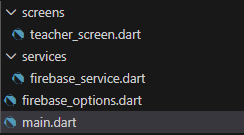 screens
teacher_screen.dart
services
firebase_service.dart
firebase_options.dart
main.dart